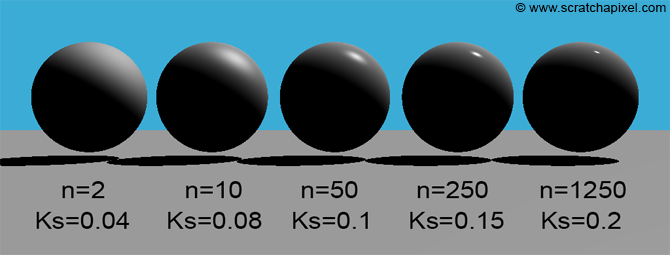 © www.scratchapixel.com
n=2 n=10 n=50 n=250 n=1250
Ks=0.04 Ks=0.08 Ks=0.1 Ks=0.15 Ks=0.2